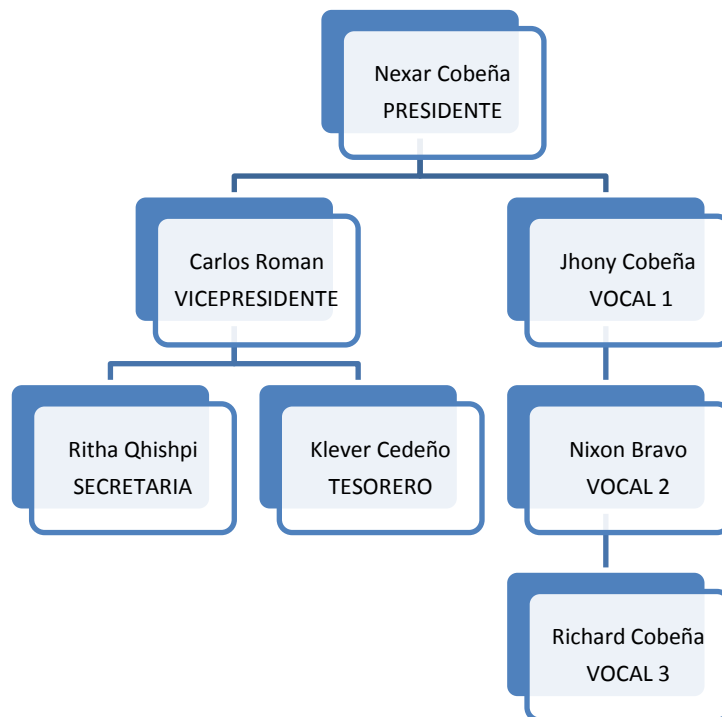 Nexar Cobeña
PRESIDENTE
Carlos Roman
VICEPRESIDENTE
Jhony Cobeña
VOCAL 1
Ritha Qhishpi
SECRETARIA
Klever Cedeño
TESORERO
Nixon Bravo
VOCAL 2
Richard Cobeña
VOCAL 3